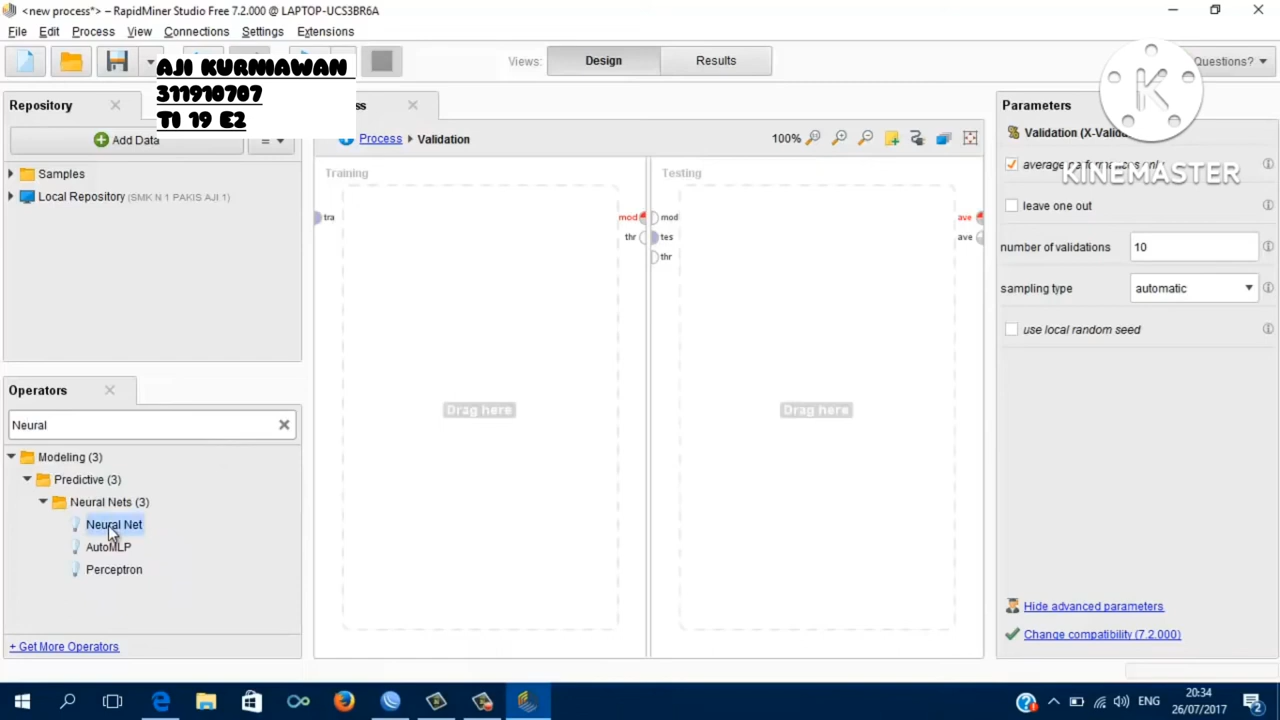 <new process*> – RapidMiner Studio Free 7.2.000 @ LAPTOP-UCS3BR6A
File Edit Process View Connections Settings Extensions
Views: Design Results Questions?
AJI KURNIAWAN
311910707
TI 19 E2
Repository
Add Data
Samples
Local Repository (SMK N 1 PAKIS AJI 1)
Process Validation
100%
Training
Testing
tra
mod
thr
mod
tes
thr
ave
ave
Drag here
Drag here
Parameters
K
KINEMASTER
leave one out
number of validations 10
sampling type automatic
use local random seed
Hide advanced parameters
Change compatibility (7.2.000)
Operators
Neural
Modeling (3)
Predictive (3)
Neural Nets (3)
Neural Net
AutoMLP
Perceptron
+ Get More Operators
ENG
20:34
26/07/2017
2